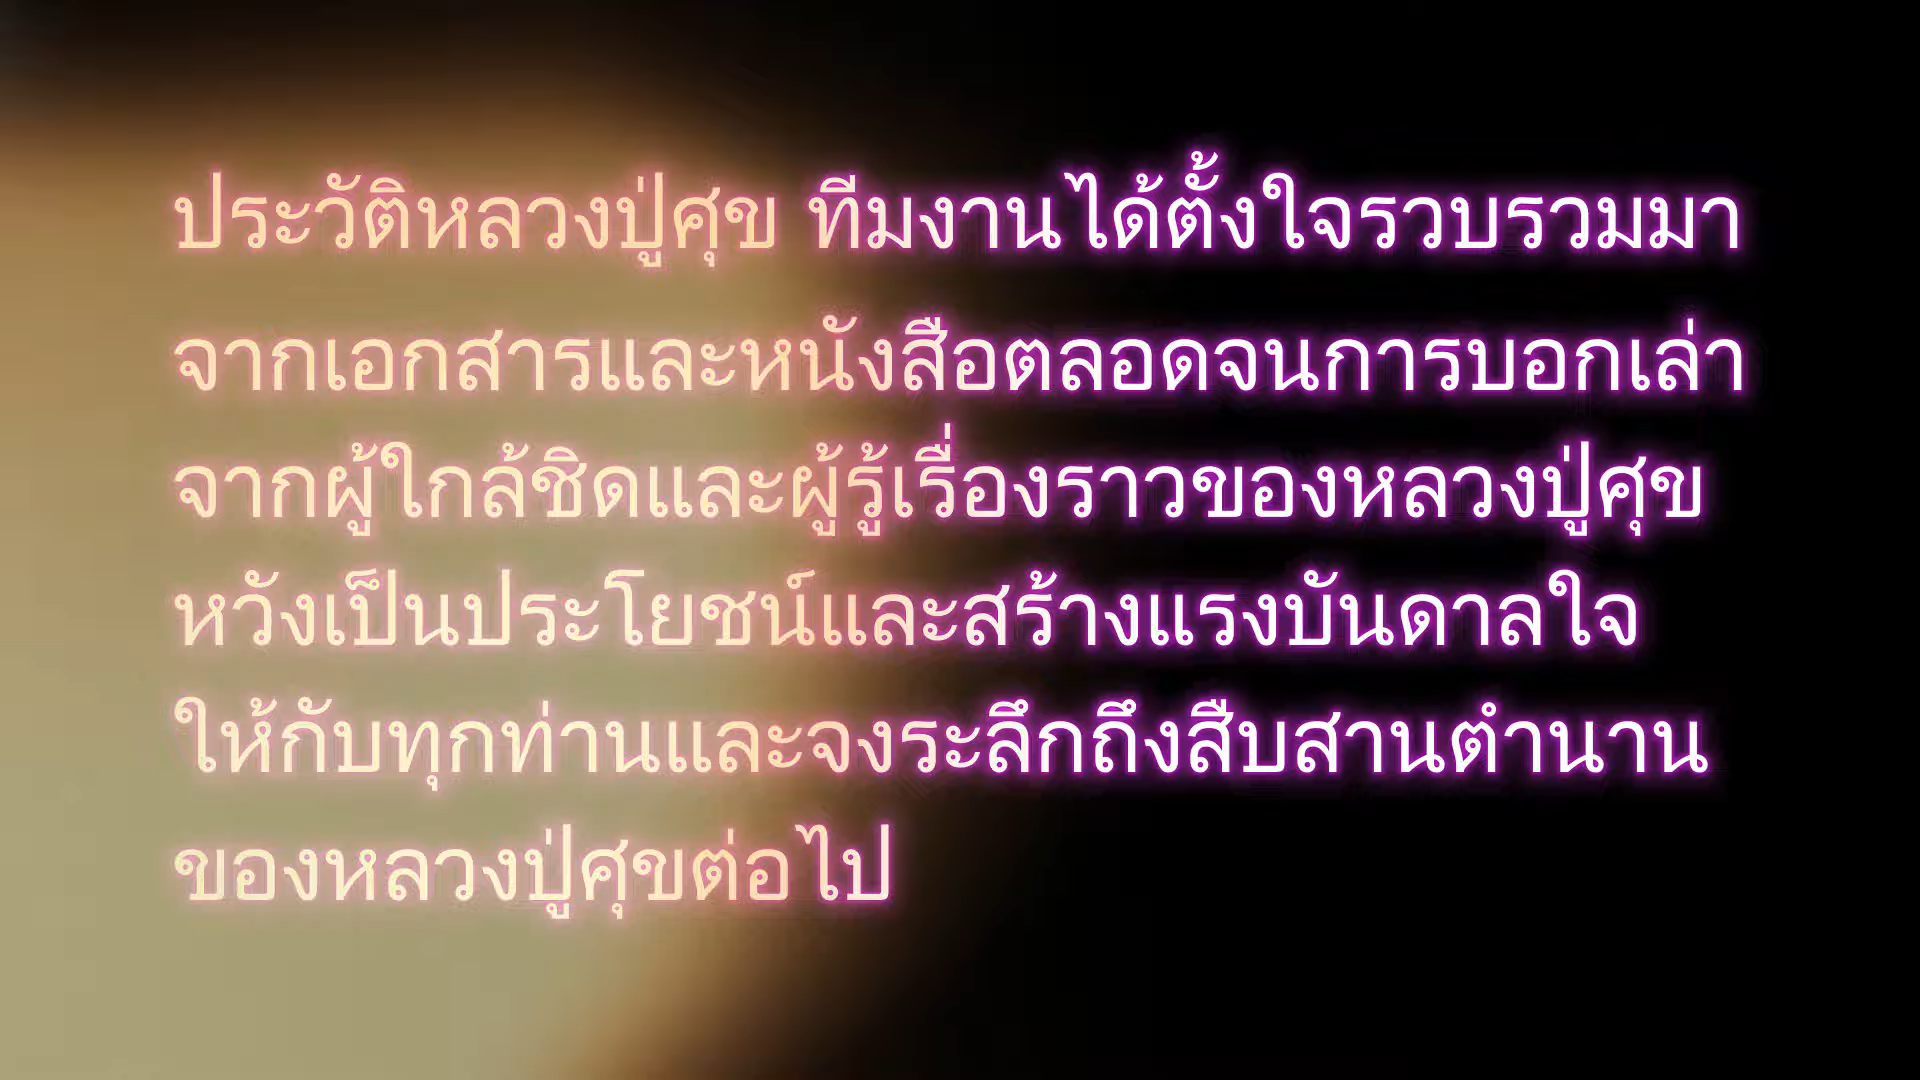 ประวัติหลวงปู่ศุข ทีมงานได้ตั้งใจรวบรวมมา
จากเอกสารและหนังสือตลอดจนการบอกเล่า
จากผู้ใกล้ชิดและผู้รู้เรื่องราวของหลวงปู่ศุข
หวังเป็นประโยชน์และสร้างแรงบันดาลใจ
ให้กับทุกท่านและจงระลึกถึงสืบสานตำนาน
ของหลวงปู่ศุขต่อไป